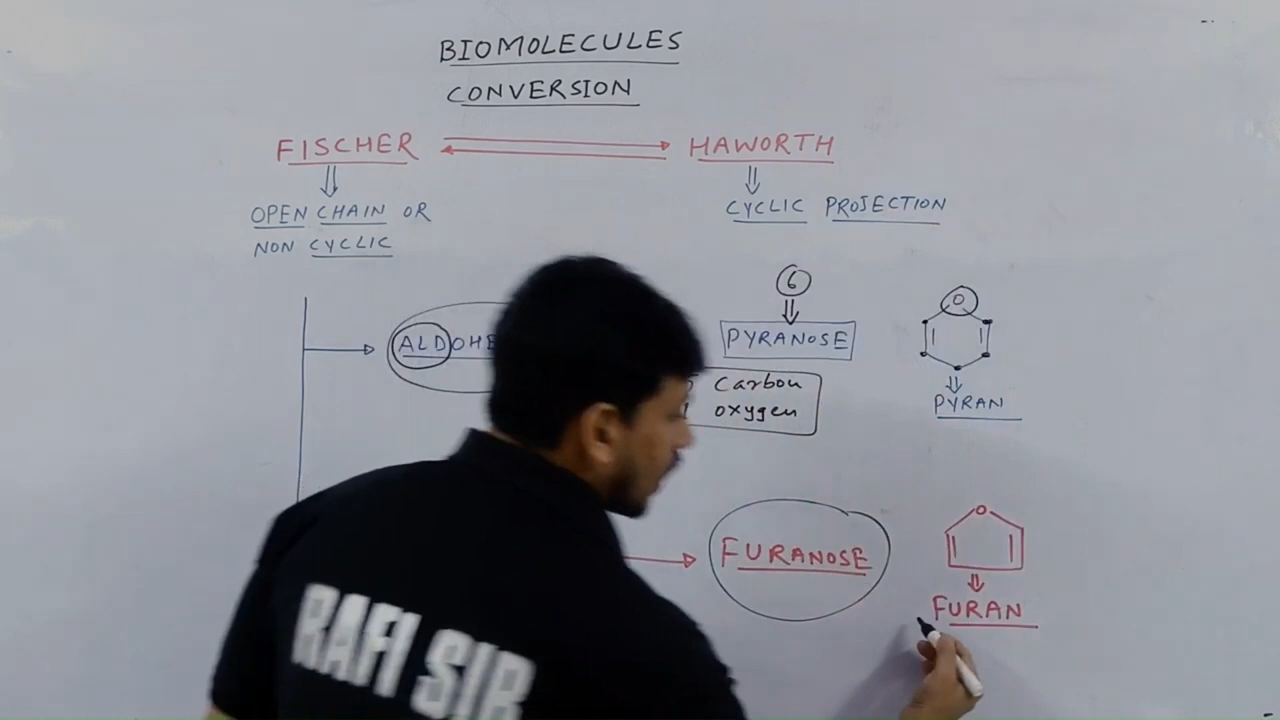 BIOMOLECULES
CONVERSION
FISCHER HAWORTH
OPEN CHAIN OR
NON CYCLIC
CYCLIC PROJECTION
6
O
PYRANOSE
PYRAN
Carbon
oxygen
O
FURANOSE
FURAN
RAFI SIR